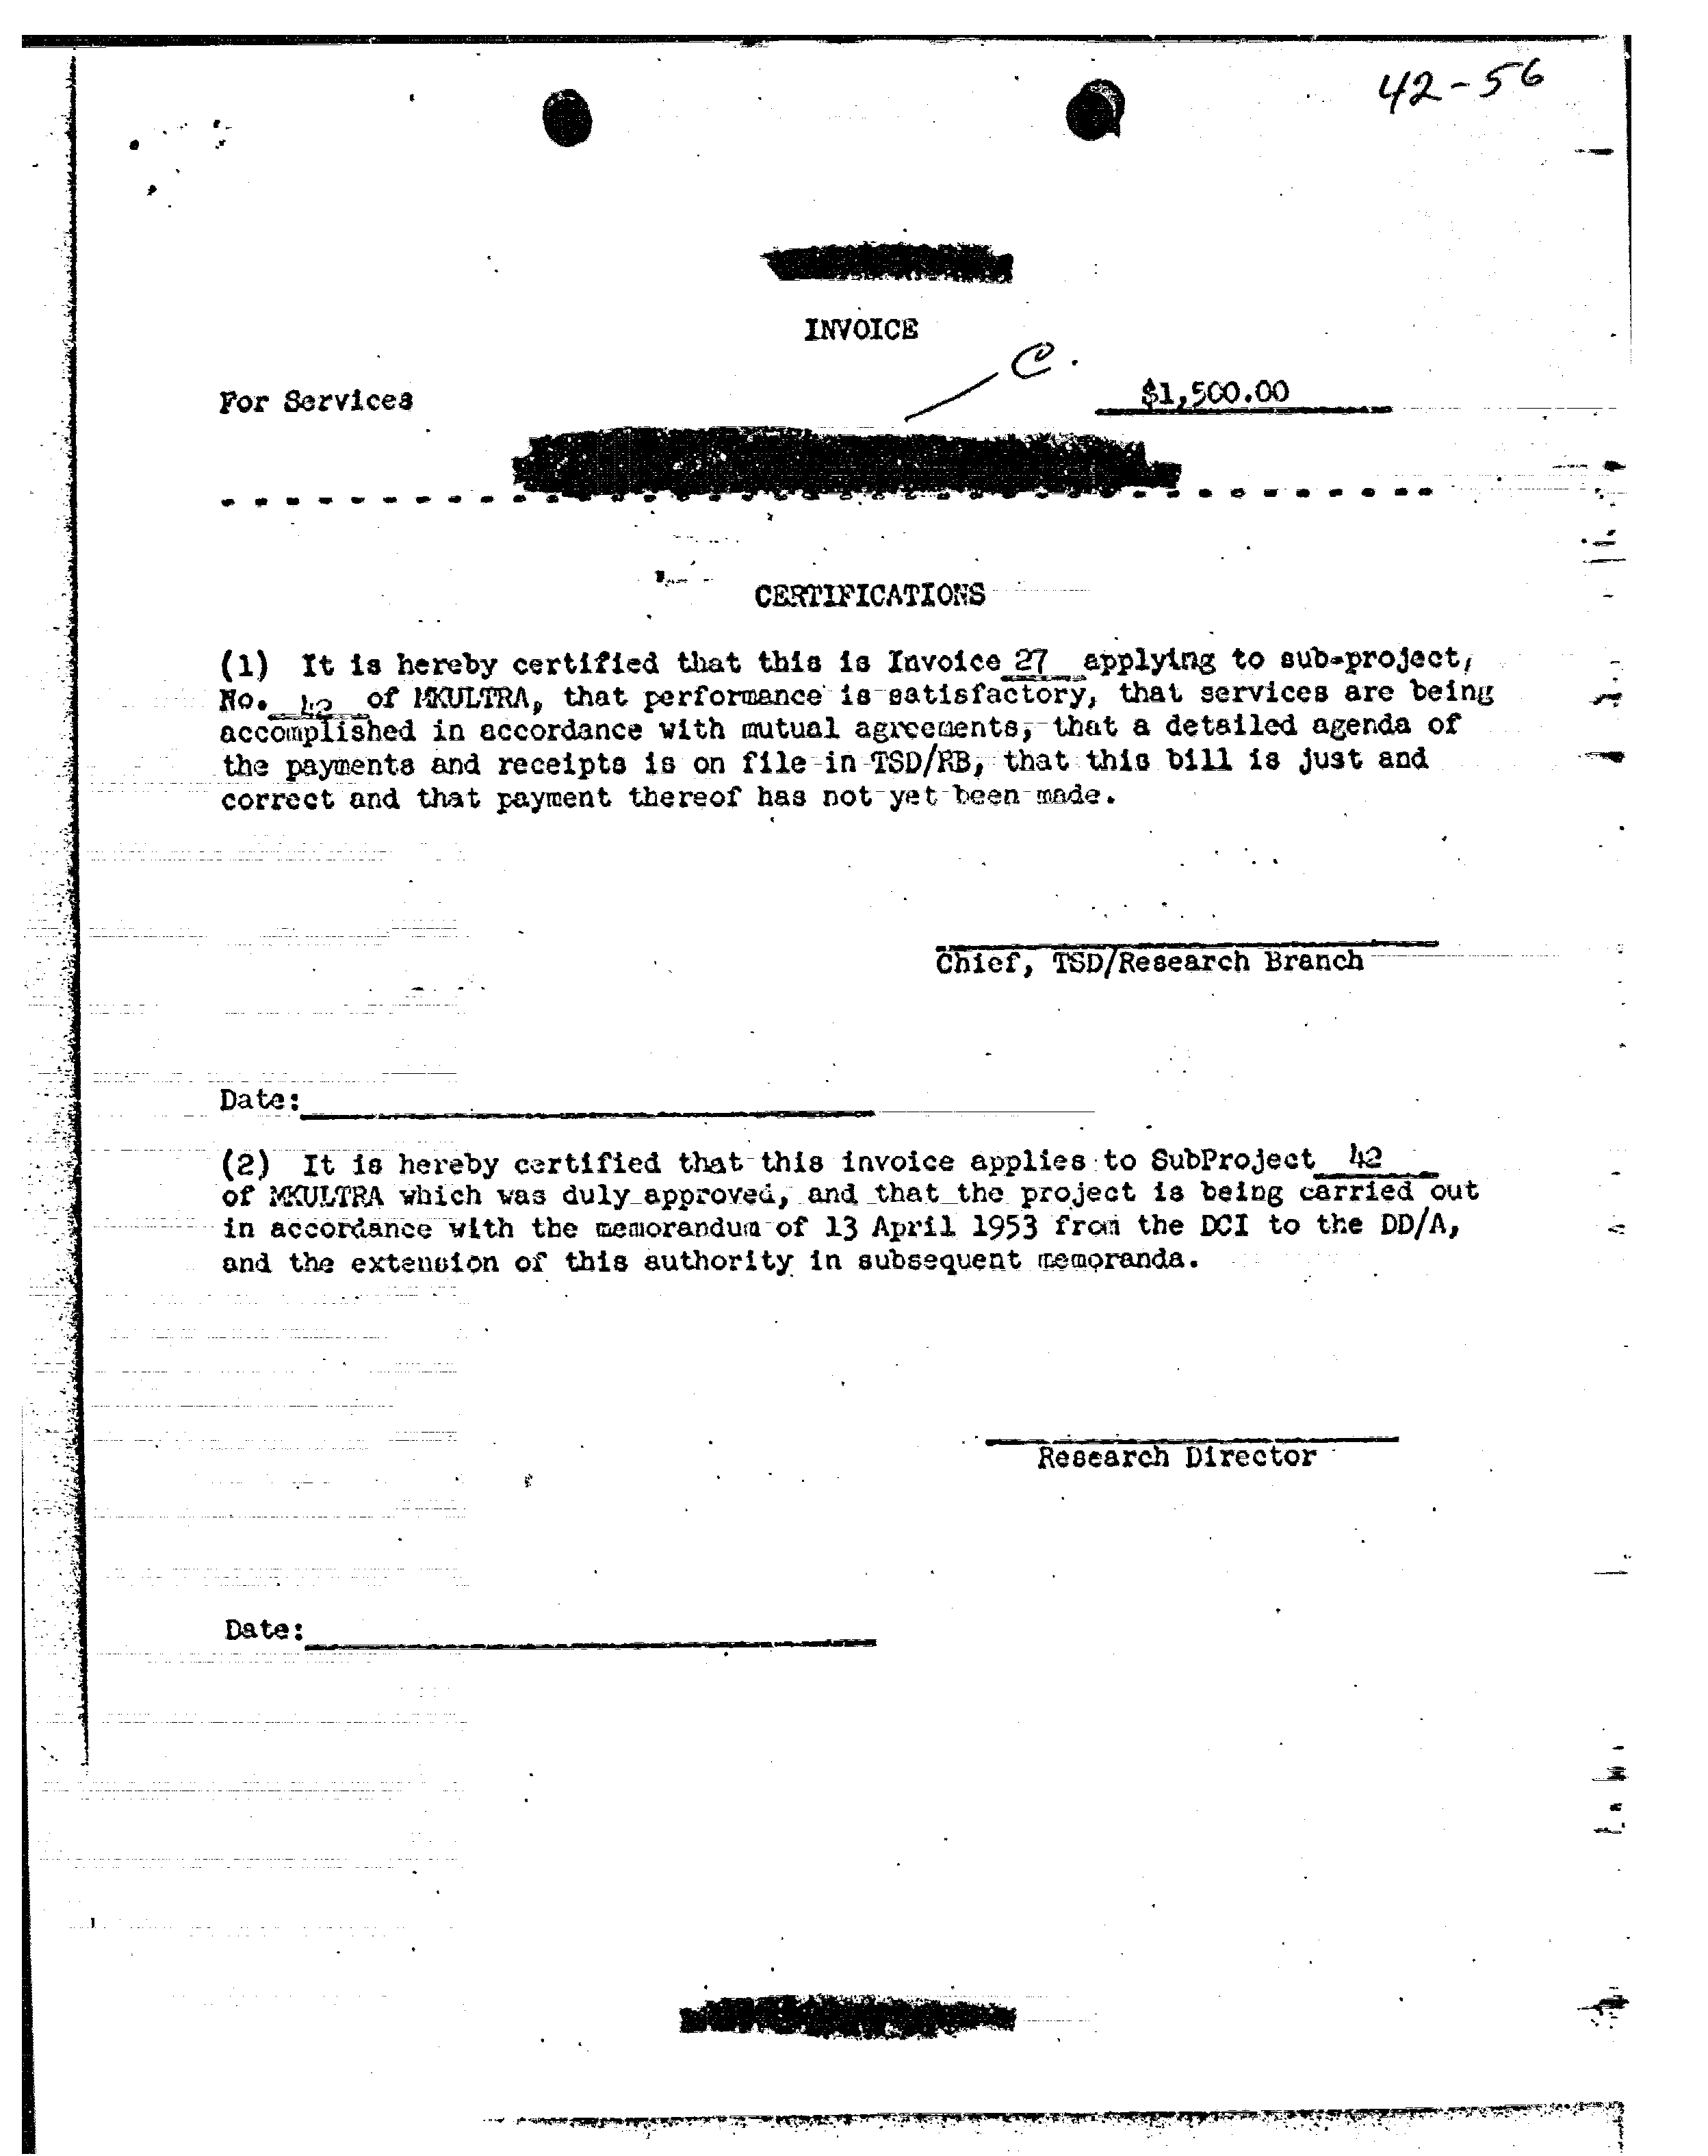 42-56
INVOICE
C.
For Services $1,500.00
CERTIFICATIONS
(1) It is hereby certified that this is Invoice 27 applying to sub-project,
No. 42 of MKULTRA, that performance is satisfactory, that services are being
accomplished in accordance with mutual agreements, that a detailed agenda of
the payments and receipts is on file in TSD/RB, that this bill is just and
correct and that payment thereof has not yet been made.
Chief, TSD/Research Branch
Date:
(2) It is hereby certified that this invoice applies to SubProject 42
of MKULTRA which was duly approved, and that the project is being carried out
in accordance with the memorandum of 13 April 1953 from the DCI to the DD/A,
and the extension of this authority in subsequent memoranda.
Research Director
Date: